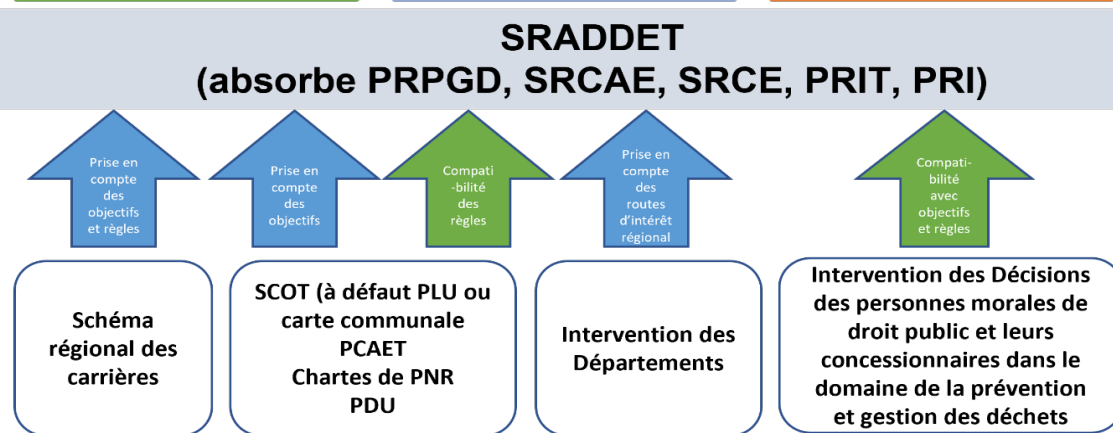 SRADDET
(absorbe PRPGD, SRCAE, SRCE, PRIT, PRI)
Prise en
compte
des
objectifs
et règles
Prise en
compte
des
objectifs
Compati
-bilité
des
règles
Prise en
compte
des
routes
d'intérêt
régional
Compati-
bilité
avec
objectifs
et règles
Schéma
régional des
carrières
SCOT (à défaut PLU ou
carte communale
PCAET
Chartes de PNR
PDU
Intervention des
Départements
Intervention des Décisions
des personnes morales de
droit public et leurs
concessionnaires dans le
domaine de la prévention
et gestion des déchets